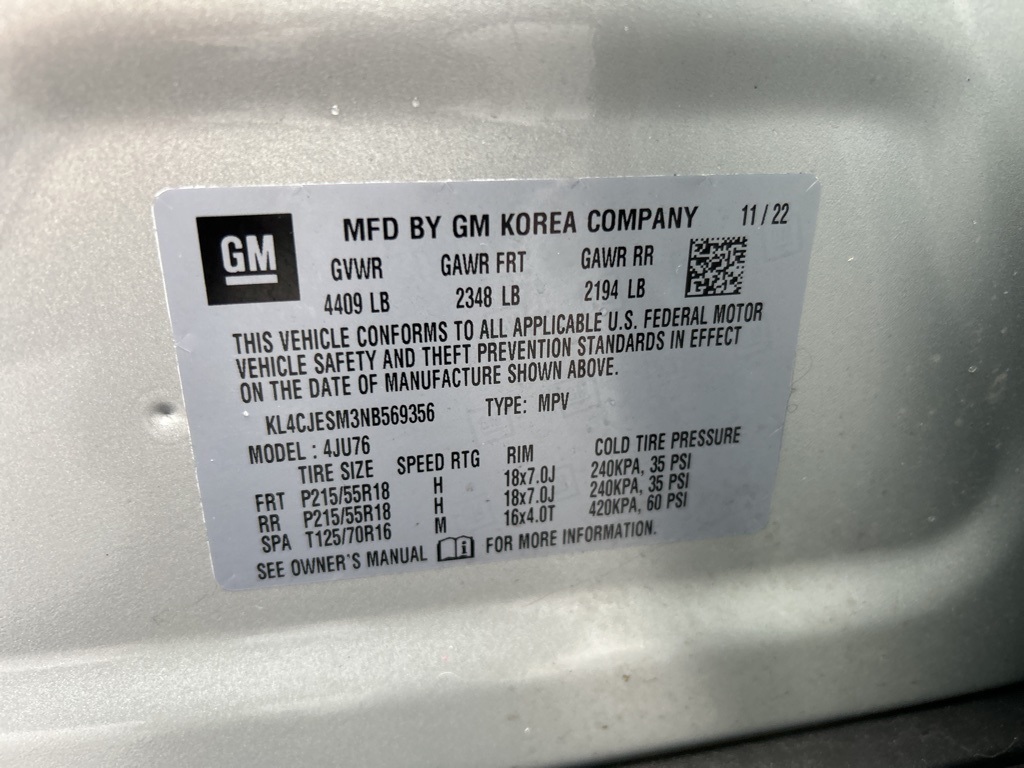 GM
MFD BY GM KOREA COMPANY 11/22
GVWR GAWR FRT GAWR RR
4409 LB 2348 LB 2194 LB
THIS VEHICLE CONFORMS TO ALL APPLICABLE U.S. FEDERAL MOTOR
VEHICLE SAFETY AND THEFT PREVENTION STANDARDS IN EFFECT
ON THE DATE OF MANUFACTURE SHOWN ABOVE.
KL4CJESM3NB569356 TYPE: MPV
MODEL : 4JU76
TIRE SIZE SPEED RTG RIM COLD TIRE PRESSURE
FRT P215/55R18 H 18x7.0J 240KPA, 35 PSI
RR P215/55R18 H 18x7.0J 240KPA, 35 PSI
SPA T125/70R16 M 16x4.0T 420KPA, 60 PSI
SEE OWNER'S MANUAL i FOR MORE INFORMATION.